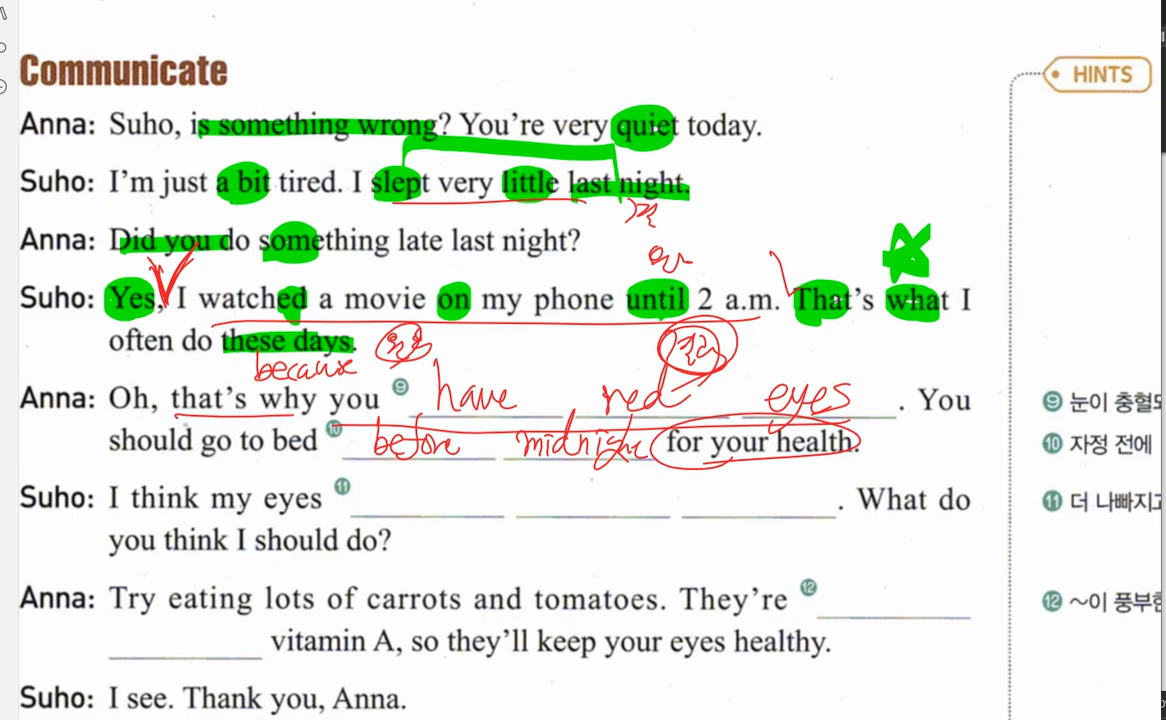 Communicate
HINTS
Anna: Suho, is something wrong? You're very quiet today.
Suho: I'm just a bit tired. I slept very little last night.
Anna: Did you do something late last night?
Suho: Yes, I watched a movie on my phone until 2 a.m. That's what I
often do these days.
because
Anna: Oh, that's why you ⑨ have red eyes. You
⑨ 눈이 충혈되
should go to bed ⑩ before midnight for your health.
⑩ 자정 전에
Suho: I think my eyes ⑪ . What do
⑪ 더 나빠지고
you think I should do?
Anna: Try eating lots of carrots and tomatoes. They're ⑫
⑫ ~이 풍부한
vitamin A, so they'll keep your eyes healthy.
Suho: I see. Thank you, Anna.